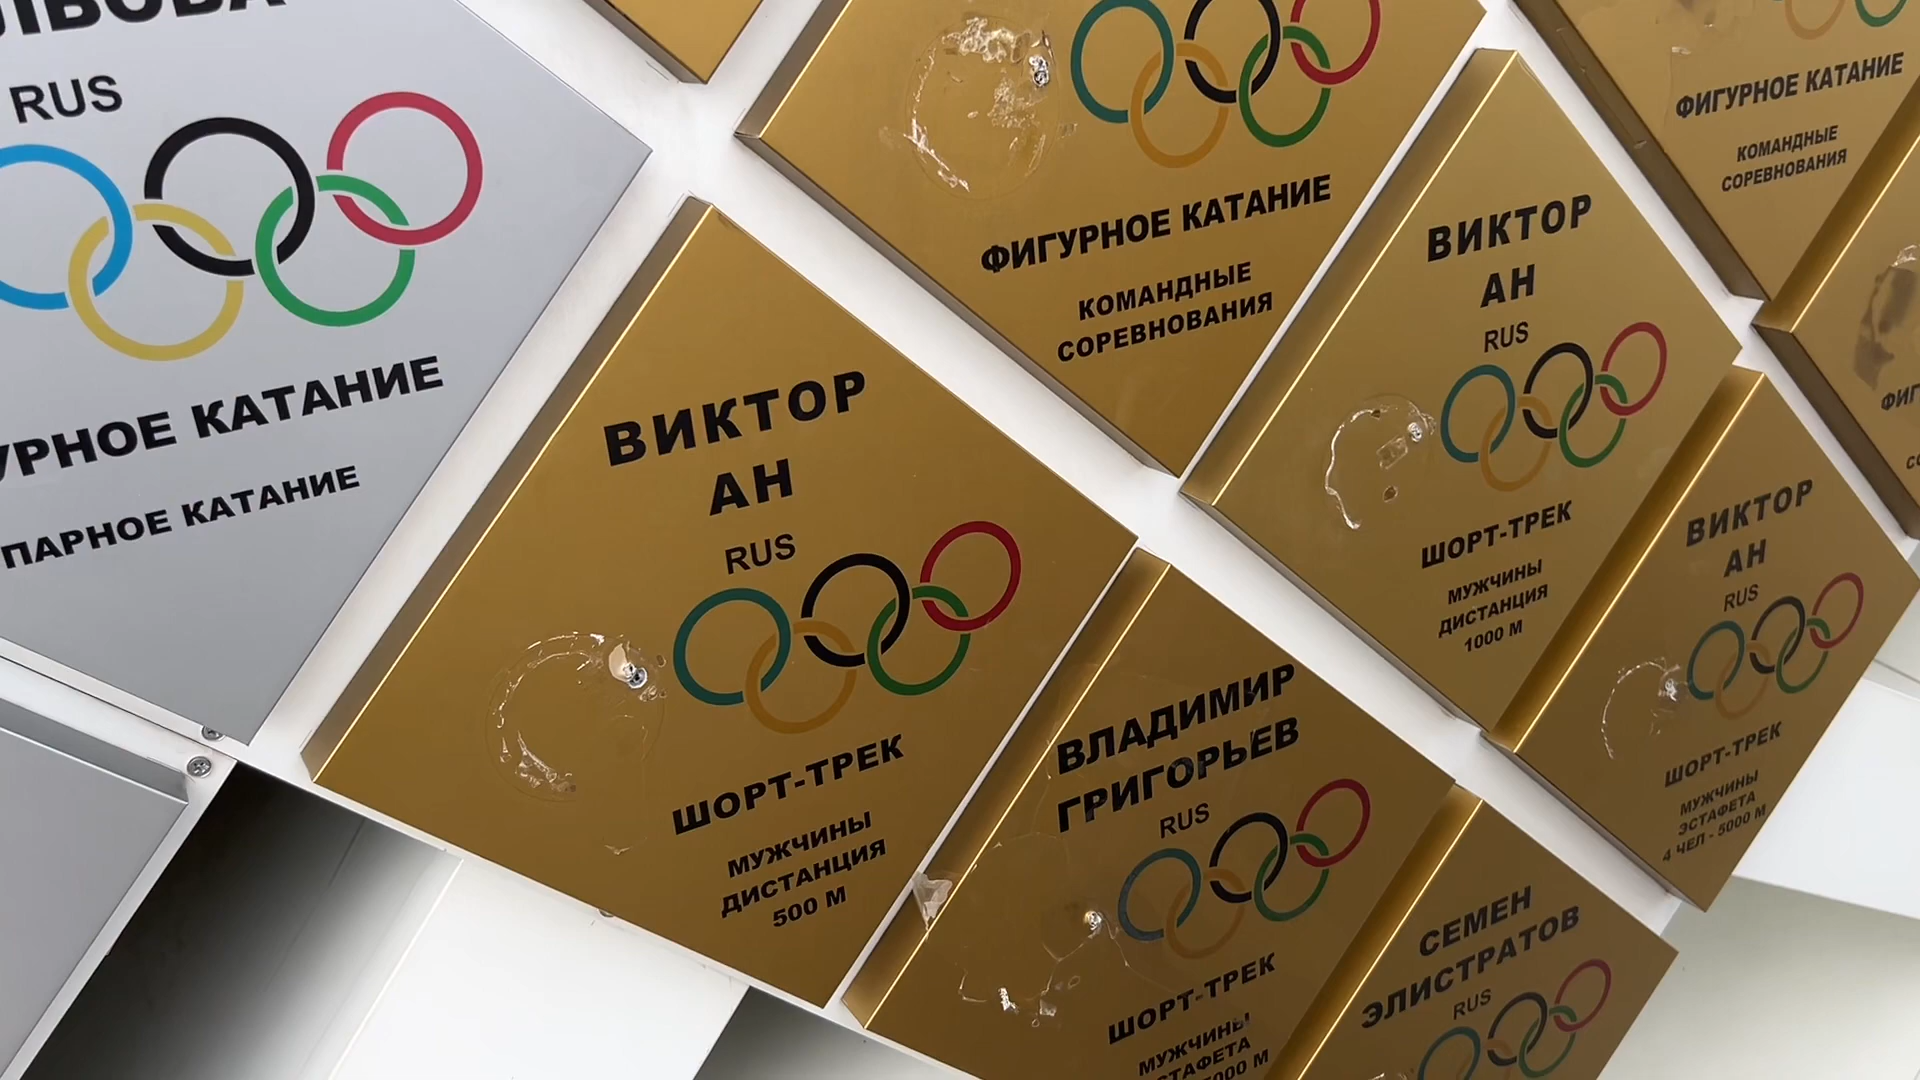 RUS
КАТАНИЕ
ПАРНОЕ КАТАНИЕ
ФИГУРНОЕ КАТАНИЕ
КОМАНДНЫЕ
СОРЕВНОВАНИЯ
ФИГУРНОЕ КАТАНИЕ
КОМАНДНЫЕ
СОРЕВНОВАНИЯ
ВИКТОР
АН
RUS
ШОРТ-ТРЕК
МУЖЧИНЫ
ДИСТАНЦИЯ
500 М
ВИКТОР
АН
RUS
ШОРТ-ТРЕК
МУЖЧИНЫ
ДИСТАНЦИЯ
1000 М
ВИКТОР
АН
RUS
ШОРТ-ТРЕК
МУЖЧИНЫ
ЭСТАФЕТА
4 ЧЕЛ - 5000 М
ВЛАДИМИР
ГРИГОРЬЕВ
RUS
ШОРТ-ТРЕК
МУЖЧИНЫ
ЭСТАФЕТА
СЕМЕН
ЭЛИСТРАТОВ
RUS